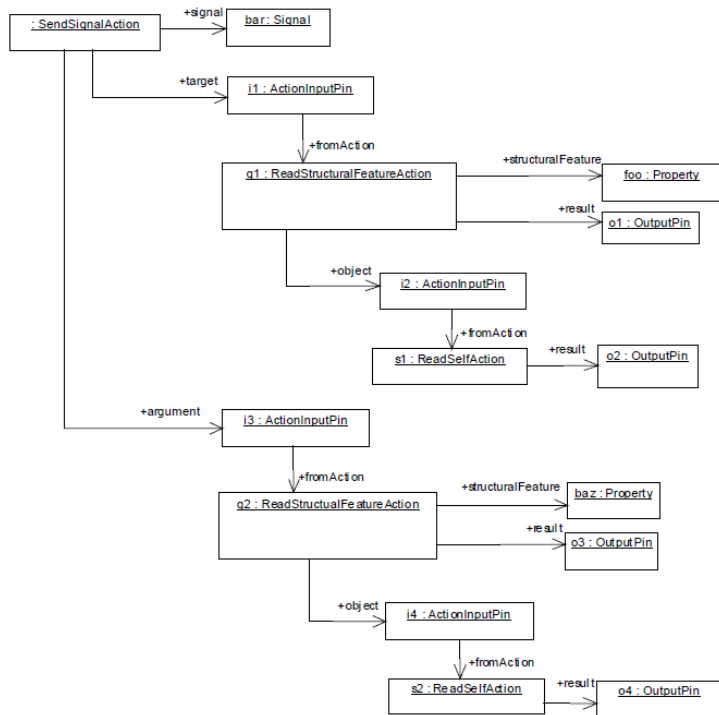 +signal
: SendSignalAction
bar: Signal
+target
i1 : ActionInputPin
+fromAction
+structuralFeature
g1 : ReadStructuralFeatureAction
foo : Property
+result
o1 : OutputPin
+object
i2 : ActionInputPin
+fromAction
+result
s1 : ReadSelfAction
o2 : OutputPin
+argument
i3 : ActionInputPin
+fromAction
+structuralFeature
g2 : ReadStructualFeatureAction
baz : Property
+result
o3 : OutputPin
+object
i4 : ActionInputPin
+fromAction
+result
s2 : ReadSelfAction
o4 : OutputPin